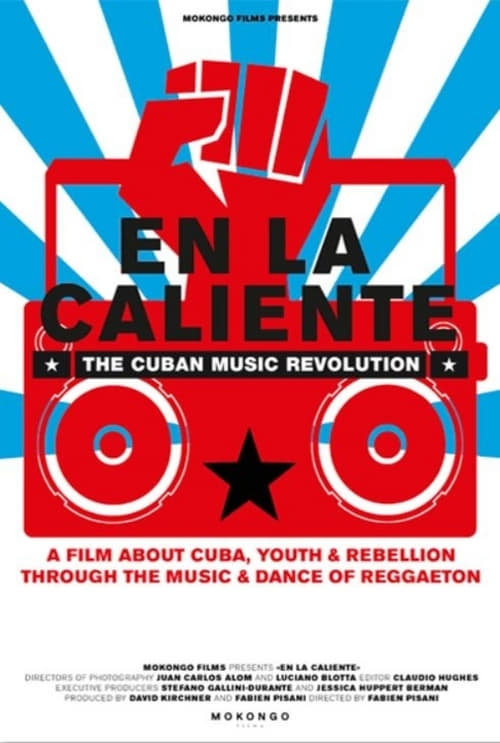 MOKONGO FILMS PRESENTS
EN LA
CALIENTE
THE CUBAN MUSIC REVOLUTION
A FILM ABOUT CUBA, YOUTH & REBELLION
THROUGH THE MUSIC & DANCE OF REGGAETON
MOKONGO FILMS PRESENTS «EN LA CALIENTE»
DIRECTORS OF PHOTOGRAPHY JUAN CARLOS ALOM AND LUCIANO BLOTTA EDITOR CLAUDIO HUGHES
EXECUTIVE PRODUCERS STEFANO GALLINI-DURANTE AND JESSICA HUPPERT BERMAN
PRODUCED BY DAVID KIRCHNER AND FABIEN PISANI DIRECTED BY FABIEN PISANI
MOKONGO
FILMS